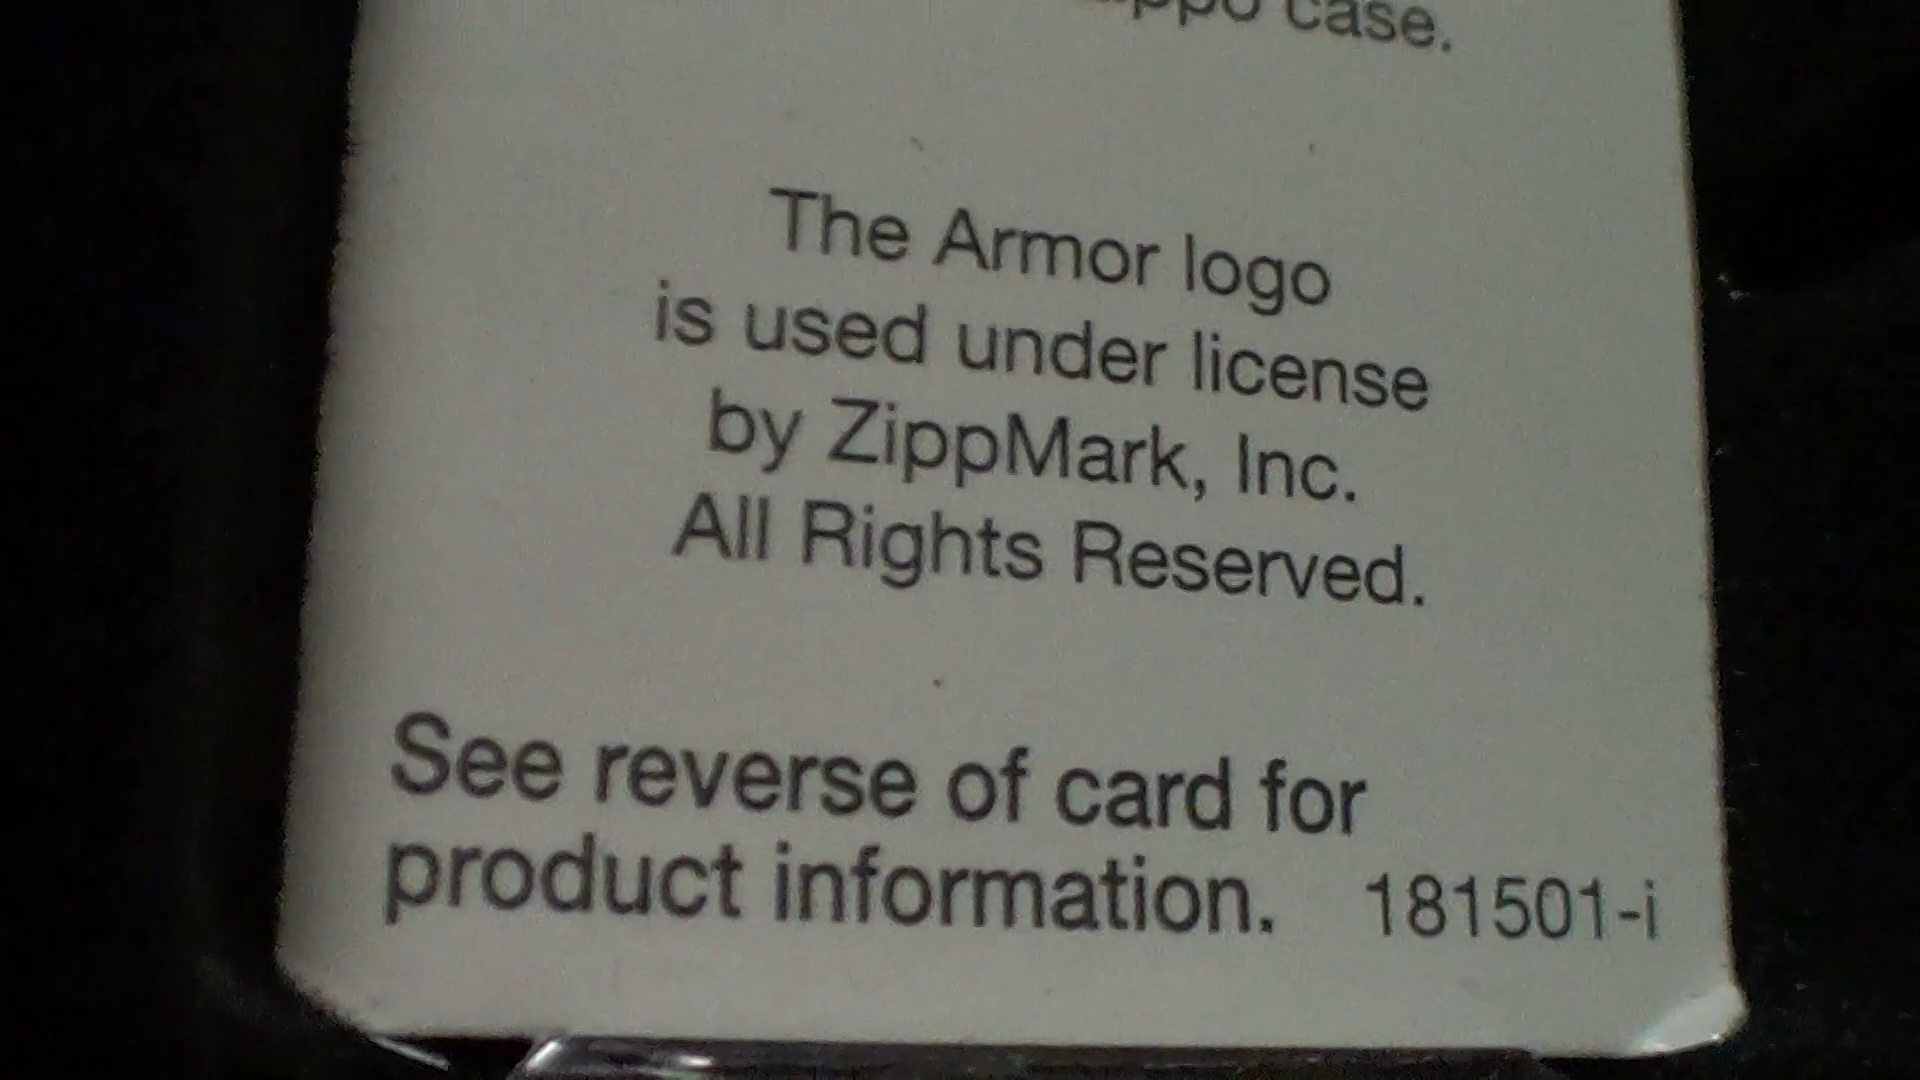 case.
The Armor logo
is used under license
by ZippMark, Inc.
All Rights Reserved.
See reverse of card for
product information. 181501-i